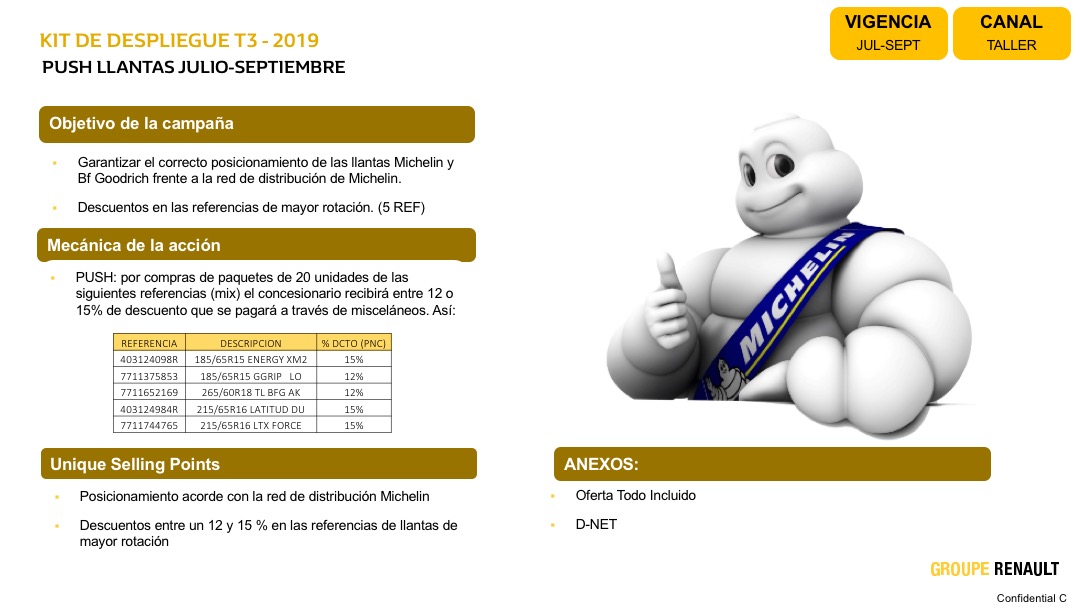 KIT DE DESPLIEGUE T3 - 2019
PUSH LLANTAS JULIO-SEPTIEMBRE
VIGENCIA
JUL-SEPT
CANAL
TALLER
Objetivo de la campaña
Garantizar el correcto posicionamiento de las llantas Michelin y
Bf Goodrich frente a la red de distribución de Michelin.
Descuentos en las referencias de mayor rotación. (5 REF)
Mecánica de la acción
PUSH: por compras de paquetes de 20 unidades de las
siguientes referencias (mix) el concesionario recibirá entre 12 o
15% de descuento que se pagará a través de misceláneos. Así:
REFERENCIA DESCRIPCION % DCTO (PNC)
403124098R 185/65R15 ENERGY XM2 15%
7711375853 185/65R15 GGRIP LO 12%
7711652169 265/60R18 TL BFG AK 12%
403124984R 215/65R16 LATITUD DU 15%
7711744765 215/65R16 LTX FORCE 15%
Unique Selling Points
Posicionamiento acorde con la red de distribución Michelin
Descuentos entre un 12 y 15 % en las referencias de llantas de
mayor rotación
MICHELIN
ANEXOS:
Oferta Todo Incluido
D-NET
GROUPE RENAULT
Confidential C